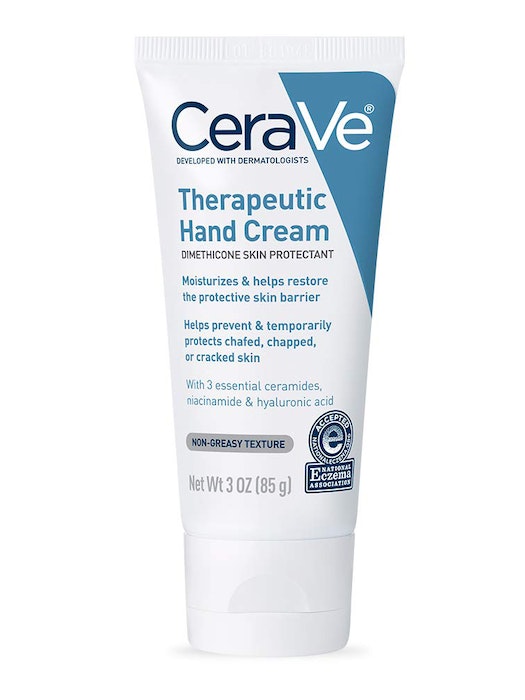 CeraVe®
DEVELOPED WITH DERMATOLOGISTS
Therapeutic
Hand Cream
DIMETHICONE SKIN PROTECTANT
Moisturizes & helps restore
the protective skin barrier
Helps prevent & temporarily
protects chafed, chapped,
or cracked skin
With 3 essential ceramides,
niacinamide & hyaluronic acid
NON-GREASY TEXTURE
Net Wt 3 OZ (85 g)
ACCEPTED
e
NATIONAL
Eczema
ASSOCIATION